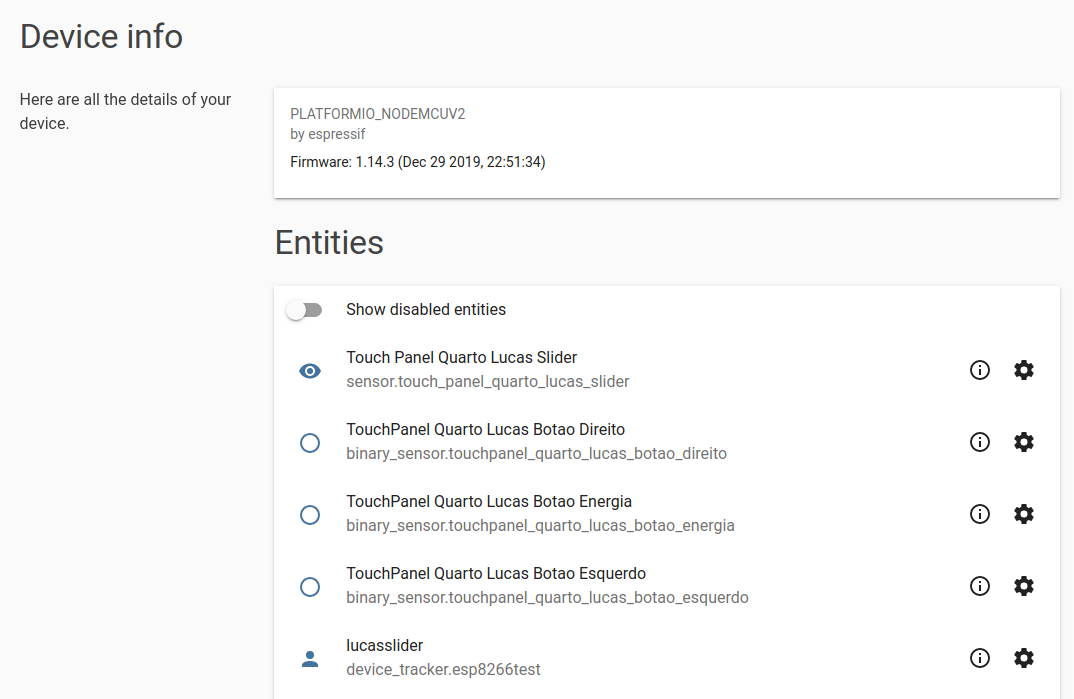 Device info
Here are all the details of your
device.
PLATFORMIO_NODEMCUV2
by espressif
Firmware: 1.14.3 (Dec 29 2019, 22:51:34)
Entities
Show disabled entities
Touch Panel Quarto Lucas Slider
sensor.touch_panel_quarto_lucas_slider
TouchPanel Quarto Lucas Botao Direito
binary_sensor.touchpanel_quarto_lucas_botao_direito
TouchPanel Quarto Lucas Botao Energia
binary_sensor.touchpanel_quarto_lucas_botao_energia
TouchPanel Quarto Lucas Botao Esquerdo
binary_sensor.touchpanel_quarto_lucas_botao_esquerdo
lucasslider
device_tracker.esp8266test